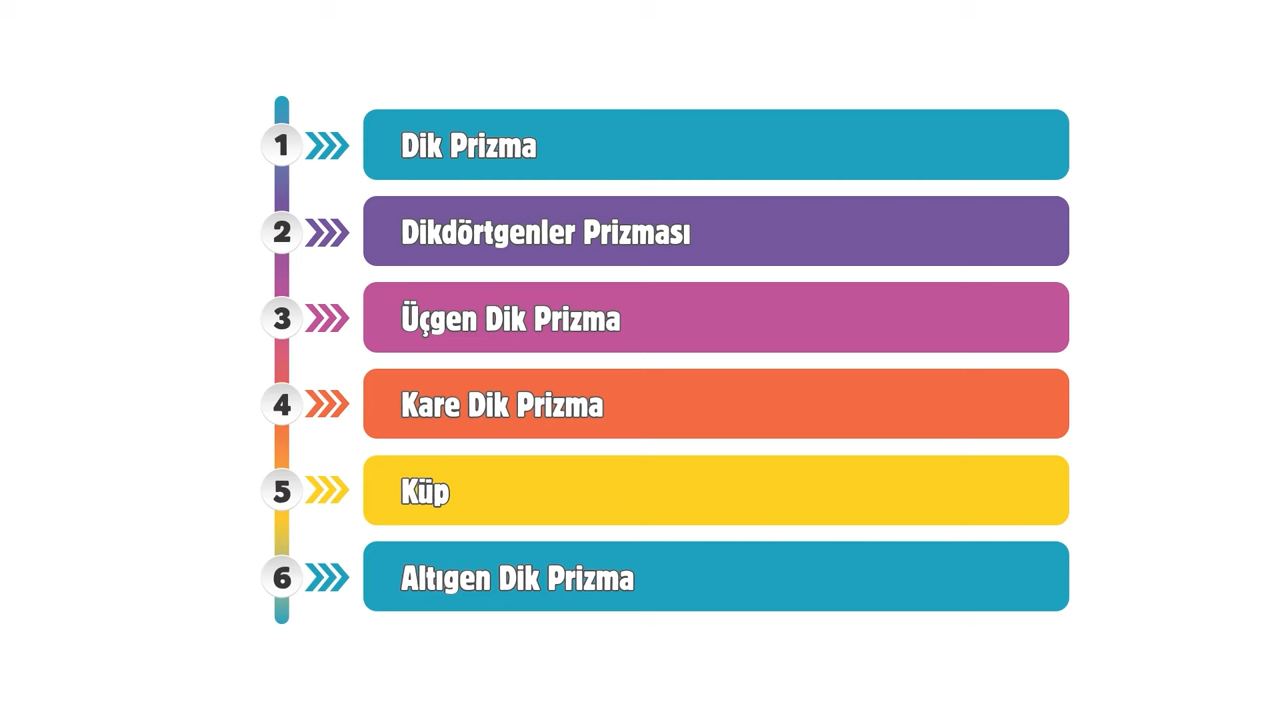 1 Dik Prizma
2 Dikdörtgenler Prizması
3 Üçgen Dik Prizma
4 Kare Dik Prizma
5 Küp
6 Altıgen Dik Prizma